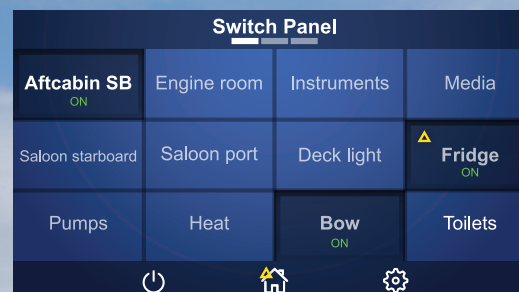 Switch Panel
Aftcabin SB
ON
Engine room
Instruments
Media
Saloon starboard
Saloon port
Deck light
Fridge
ON
Pumps
Heat
Bow
ON
Toilets